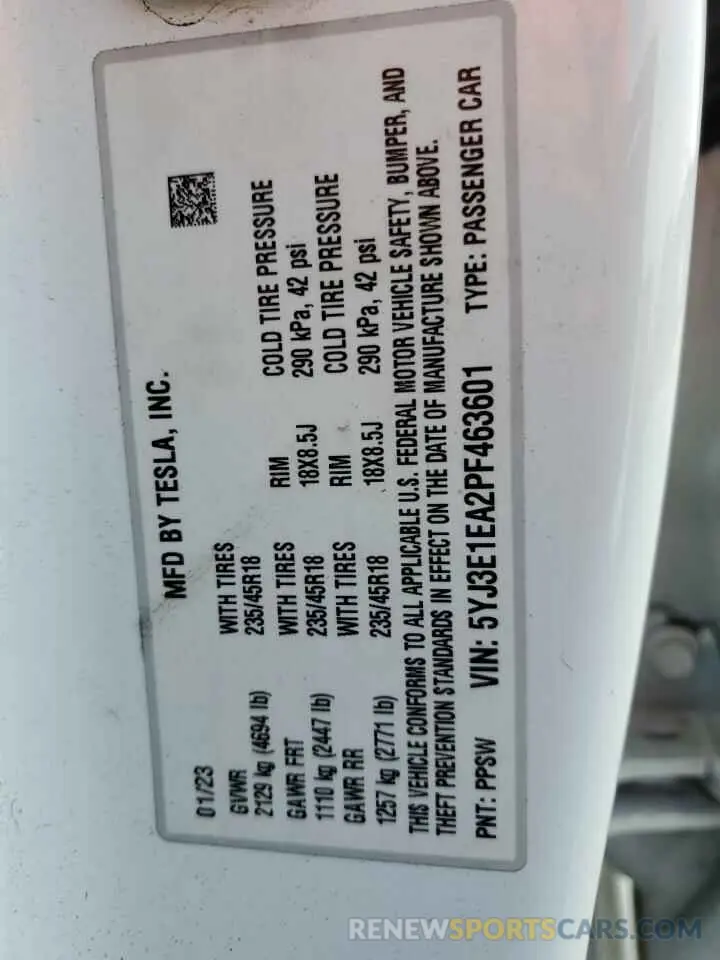 MFD BY TESLA, INC.
01/23
GVWR WITH TIRES
2129 kg (4694 lb) 235/45R18
GAWR FRT WITH TIRES RIM COLD TIRE PRESSURE
1110 kg (2447 lb) 235/45R18 18X8.5J 290 kPa, 42 psi
GAWR RR WITH TIRES RIM COLD TIRE PRESSURE
1257 kg (2771 lb) 235/45R18 18X8.5J 290 kPa, 42 psi
THIS VEHICLE CONFORMS TO ALL APPLICABLE U.S. FEDERAL MOTOR VEHICLE SAFETY, BUMPER, AND
THEFT PREVENTION STANDARDS IN EFFECT ON THE DATE OF MANUFACTURE SHOWN ABOVE.
PNT: PPSW VIN: 5YJ3E1EA2PF463601 TYPE: PASSENGER CAR
RENEWSPORTSCARS.COM